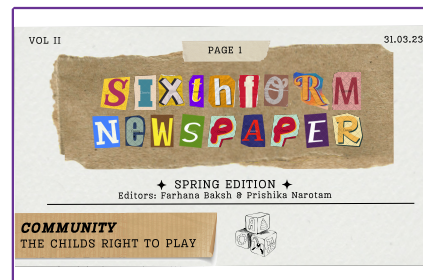 VOL II
PAGE 1
31.03.23
SIXthfORM
NewSPAPER
SPRING EDITION
Editors: Farhana Baksh & Prishika Narotam
COMMUNITY
THE CHILDS RIGHT TO PLAY